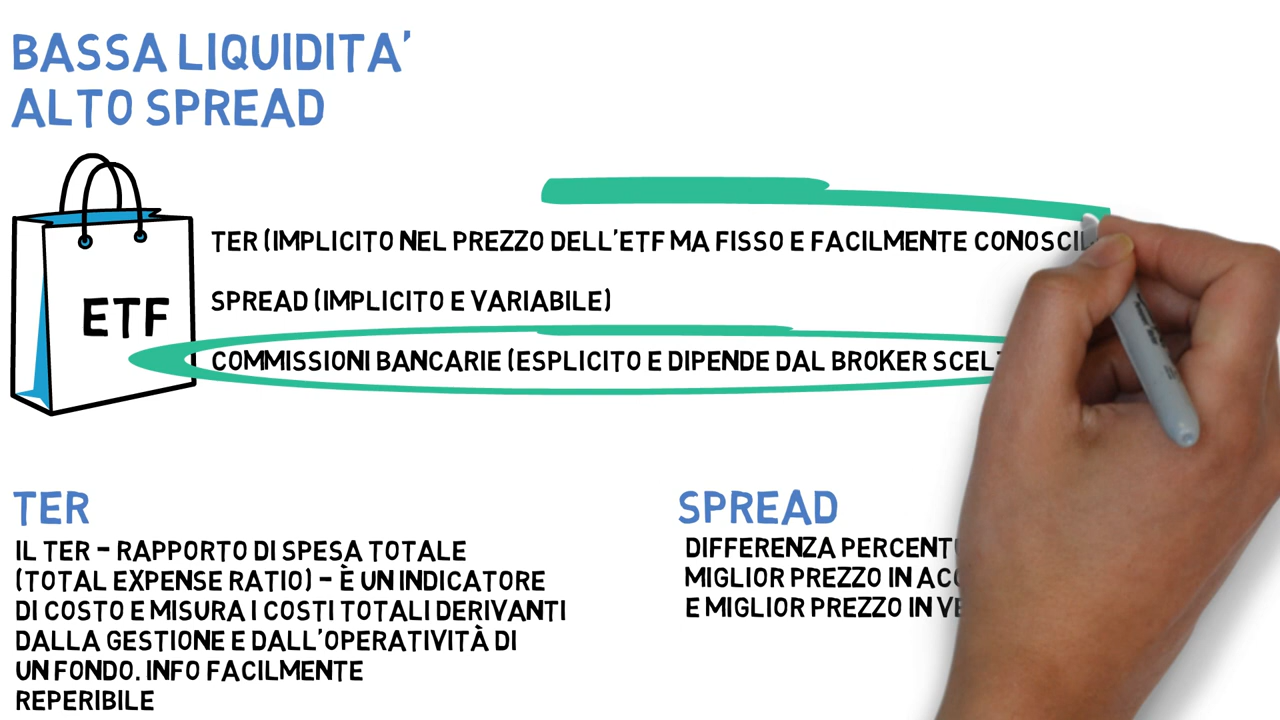 BASSA LIQUIDITA'
ALTO SPREAD
ETF
TER (IMPLICITO NEL PREZZO DELL'ETF MA FISSO E FACILMENTE
SPREAD (IMPLICITO E VARIABILE)
COMMISSIONI BANCARIE (ESPLICITO E DIPENDE DAL BROKER
TER
IL TER - RAPPORTO DI SPESA TOTALE
(TOTAL EXPENSE RATIO) - È UN INDICATORE
DI COSTO E MISURA I COSTI TOTALI DERIVANTI
DALLA GESTIONE E DALL'OPERATIVITÀ DI
UN FONDO. INFO FACILMENTE
REPERIBILE
SPREAD
DIFFERENZA
MIGLIOR PREZZO IN
E MIGLIOR PREZZO IN